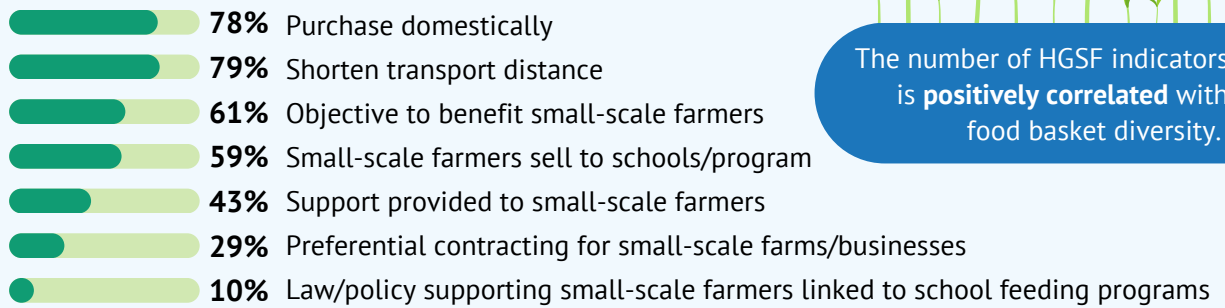 78% Purchase domestically
79% Shorten transport distance
61% Objective to benefit small-scale farmers
59% Small-scale farmers sell to schools/program
43% Support provided to small-scale farmers
29% Preferential contracting for small-scale farms/businesses
10% Law/policy supporting small-scale farmers linked to school feeding programs
The number of HGSF indicators
is positively correlated with
food basket diversity.